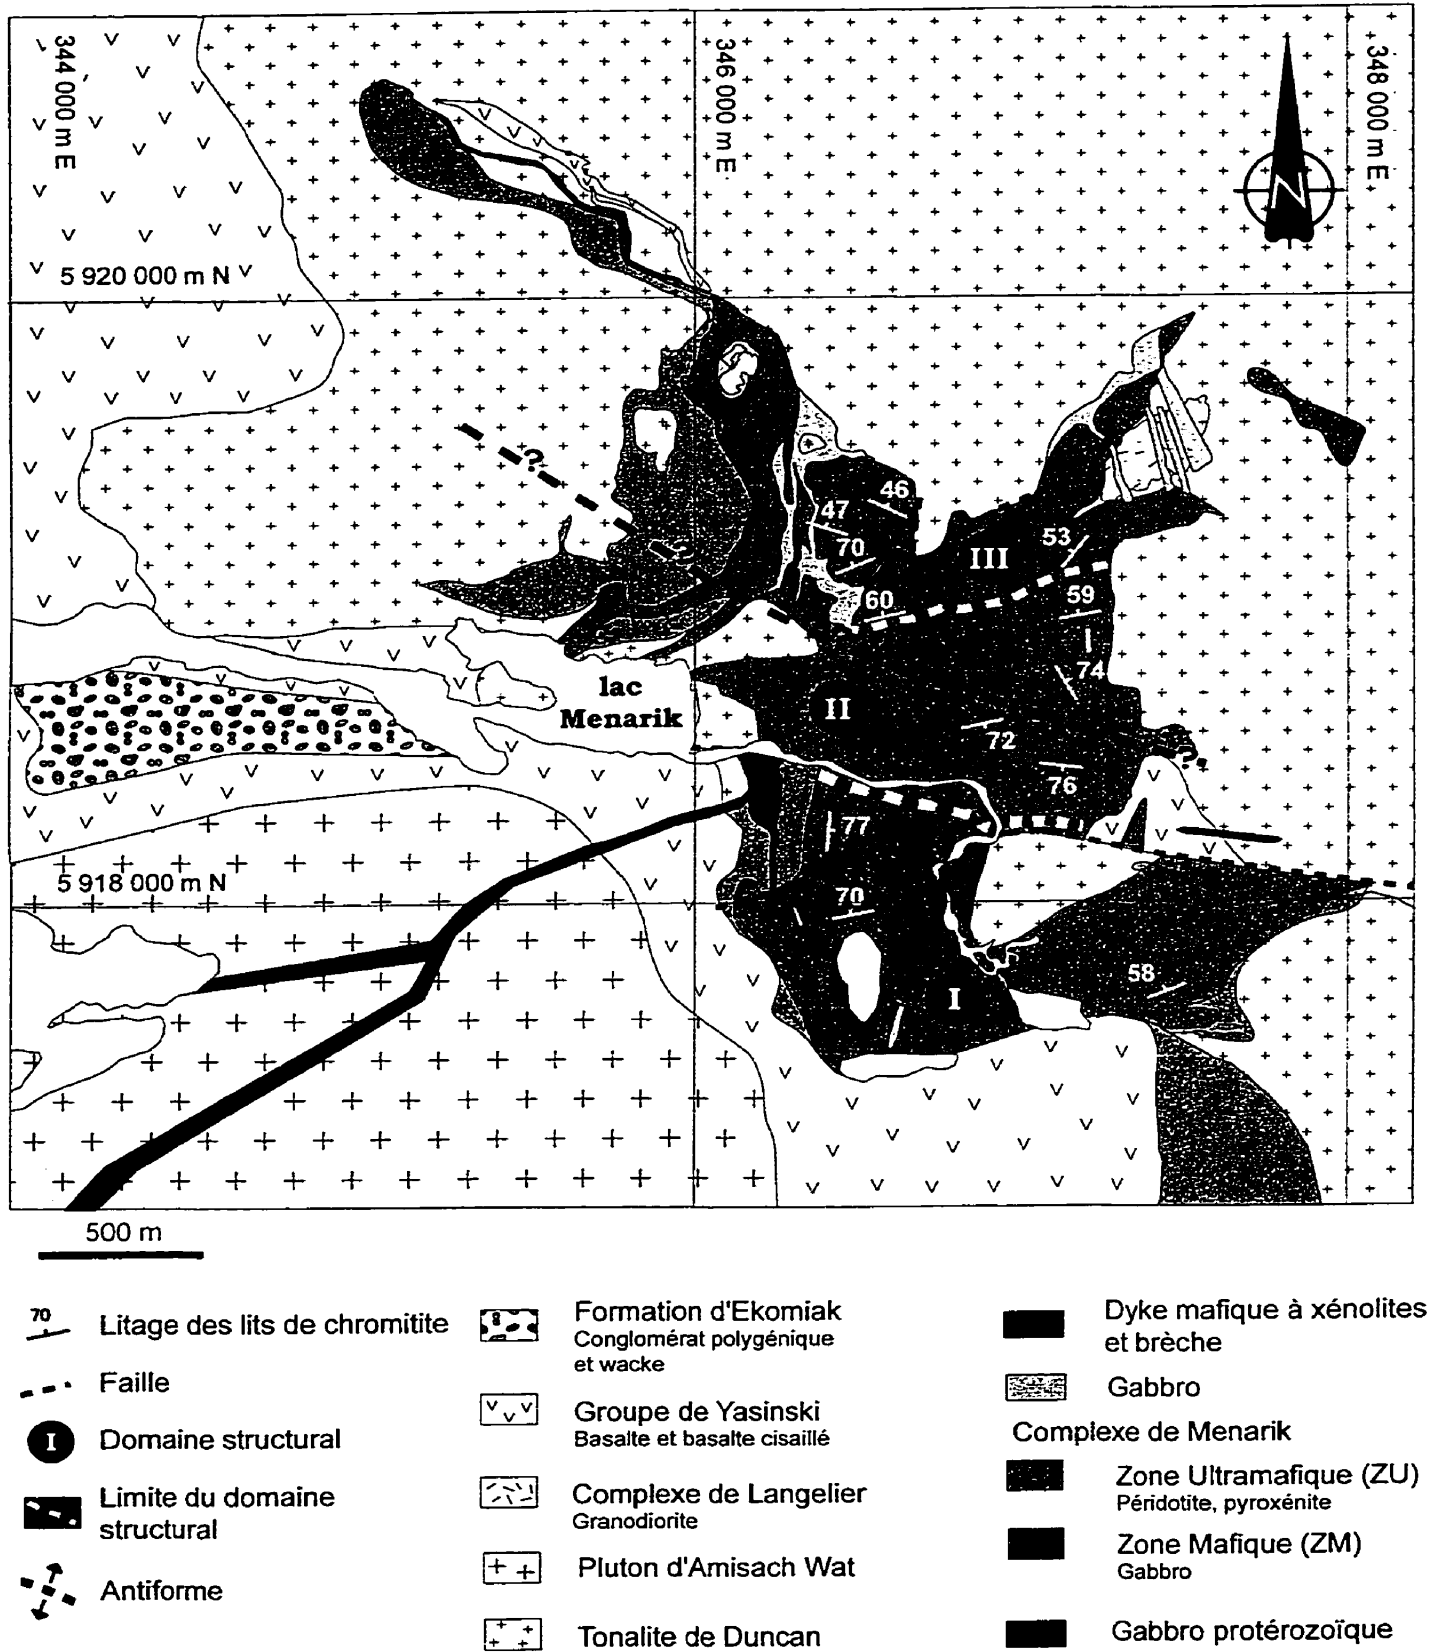 344 000 m E
346 000 m E
348 000 m E
N
5 920 000 m N
?
46
47
70
III
53
?
60
59
74
lac
Menarik
II
72
?
76
77
5 918 000 m N
70
58
I
500 m
70
Litage des lits de chromitite
Faille
I
Domaine structural
Limite du domaine
structural
Antiforme
Formation d'Ekomiak
Conglomérat polygénique
et wacke
Groupe de Yasinski
Basalte et basalte cisaillé
Complexe de Langelier
Granodiorite
Pluton d'Amisach Wat
Tonalite de Duncan
Dyke mafique à xénolites
et brèche
Gabbro
Complexe de Menarik
Zone Ultramafique (ZU)
Péridotite, pyroxénite
Zone Mafique (ZM)
Gabbro
Gabbro protérozoïque